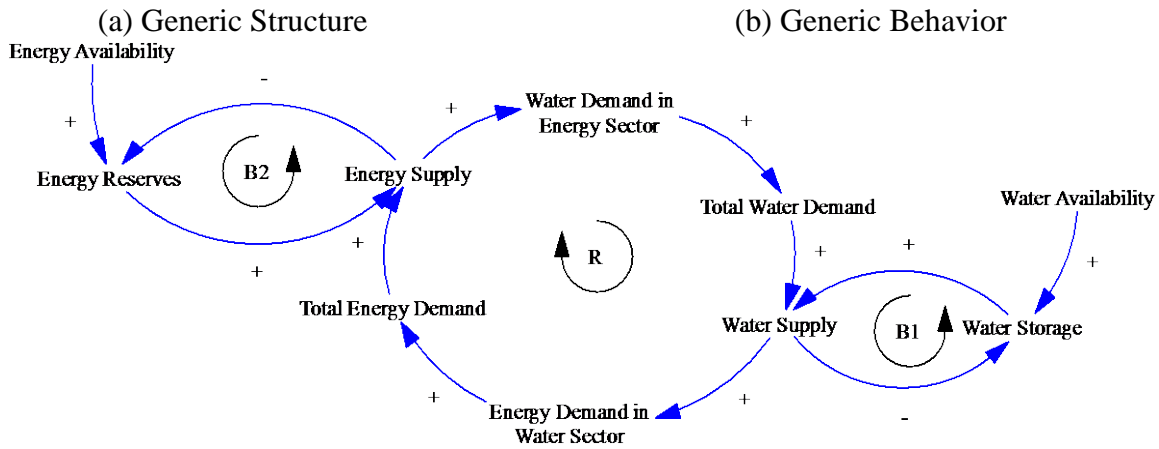 (a) Generic Structure
(b) Generic Behavior
Energy Availability
-
+
Water Demand in
Energy Sector
+
+
Energy Reserves
B2
Energy Supply
Total Water Demand
Water Availability
+
+
+
+
R
+
Total Energy Demand
Water Supply
B1
Water Storage
+
+
-
Energy Demand in
Water Sector